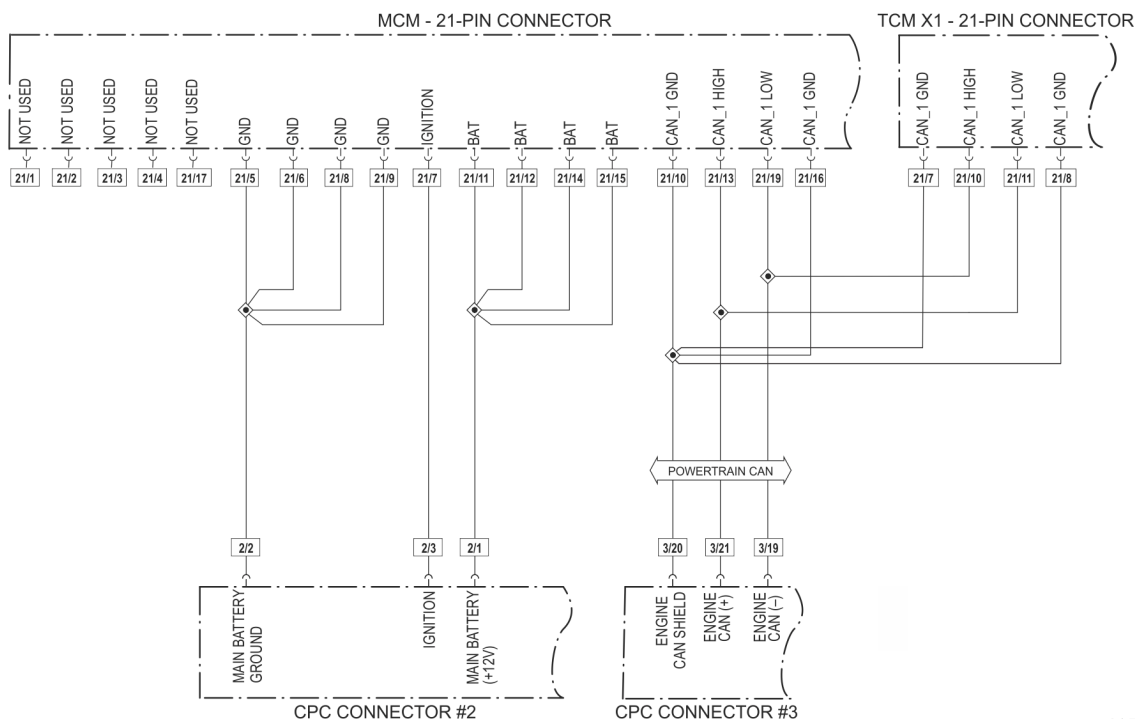 MCM - 21-PIN CONNECTOR
TCM X1 - 21-PIN CONNECTOR
NOT USED
NOT USED
NOT USED
NOT USED
NOT USED
GND
GND
GND
GND
IGNITION
BAT
BAT
BAT
BAT
CAN_1 GND
CAN_1 HIGH
CAN_1 LOW
CAN_1 GND
CAN_1 GND
CAN_1 HIGH
CAN_1 LOW
CAN_1 GND
21/1
21/2
21/3
21/4
21/17
21/5
21/6
21/8
21/9
21/7
21/11
21/12
21/14
21/15
21/10
21/13
21/19
21/16
21/7
21/10
21/11
21/8
POWERTRAIN CAN
2/2
2/3
2/1
3/20
3/21
3/19
MAIN BATTERY
GROUND
IGNITION
MAIN BATTERY
(+12V)
ENGINE
CAN SHIELD
ENGINE
CAN (+)
ENGINE
CAN (–)
CPC CONNECTOR #2
CPC CONNECTOR #3